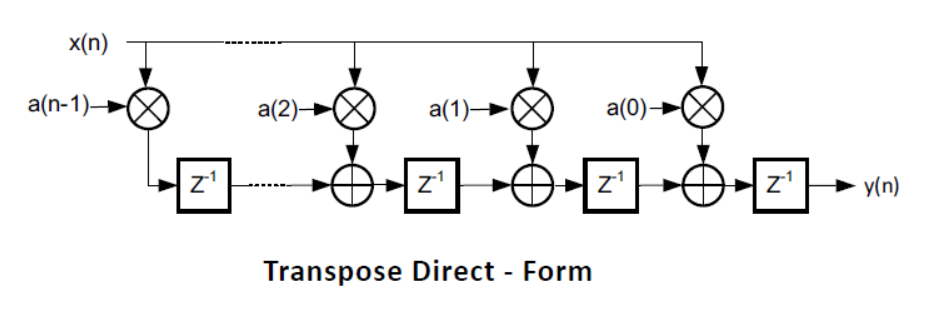 x(n)
a(n-1) a(2) a(1) a(0)
Z-1 Z-1 Z-1 Z-1 y(n)
Transpose Direct - Form